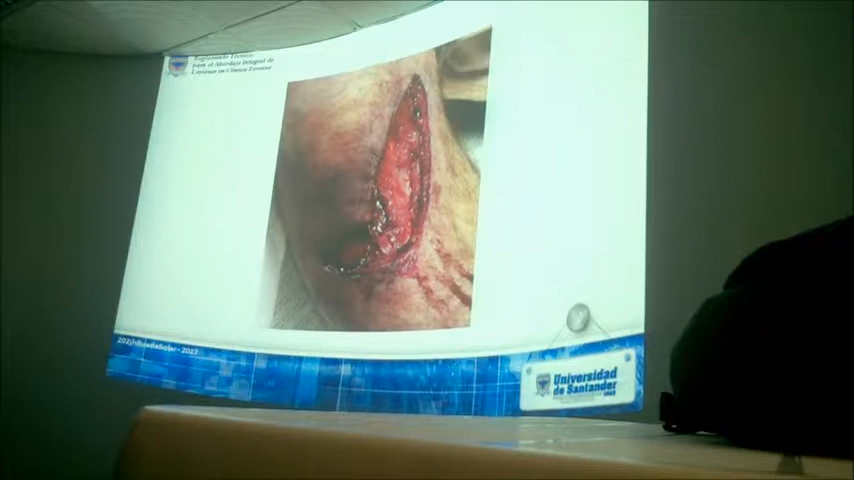 Reglamento Técnico
para el Abordaje Integral de
Lesiones en Clínica Forense
Universidad
de Santander